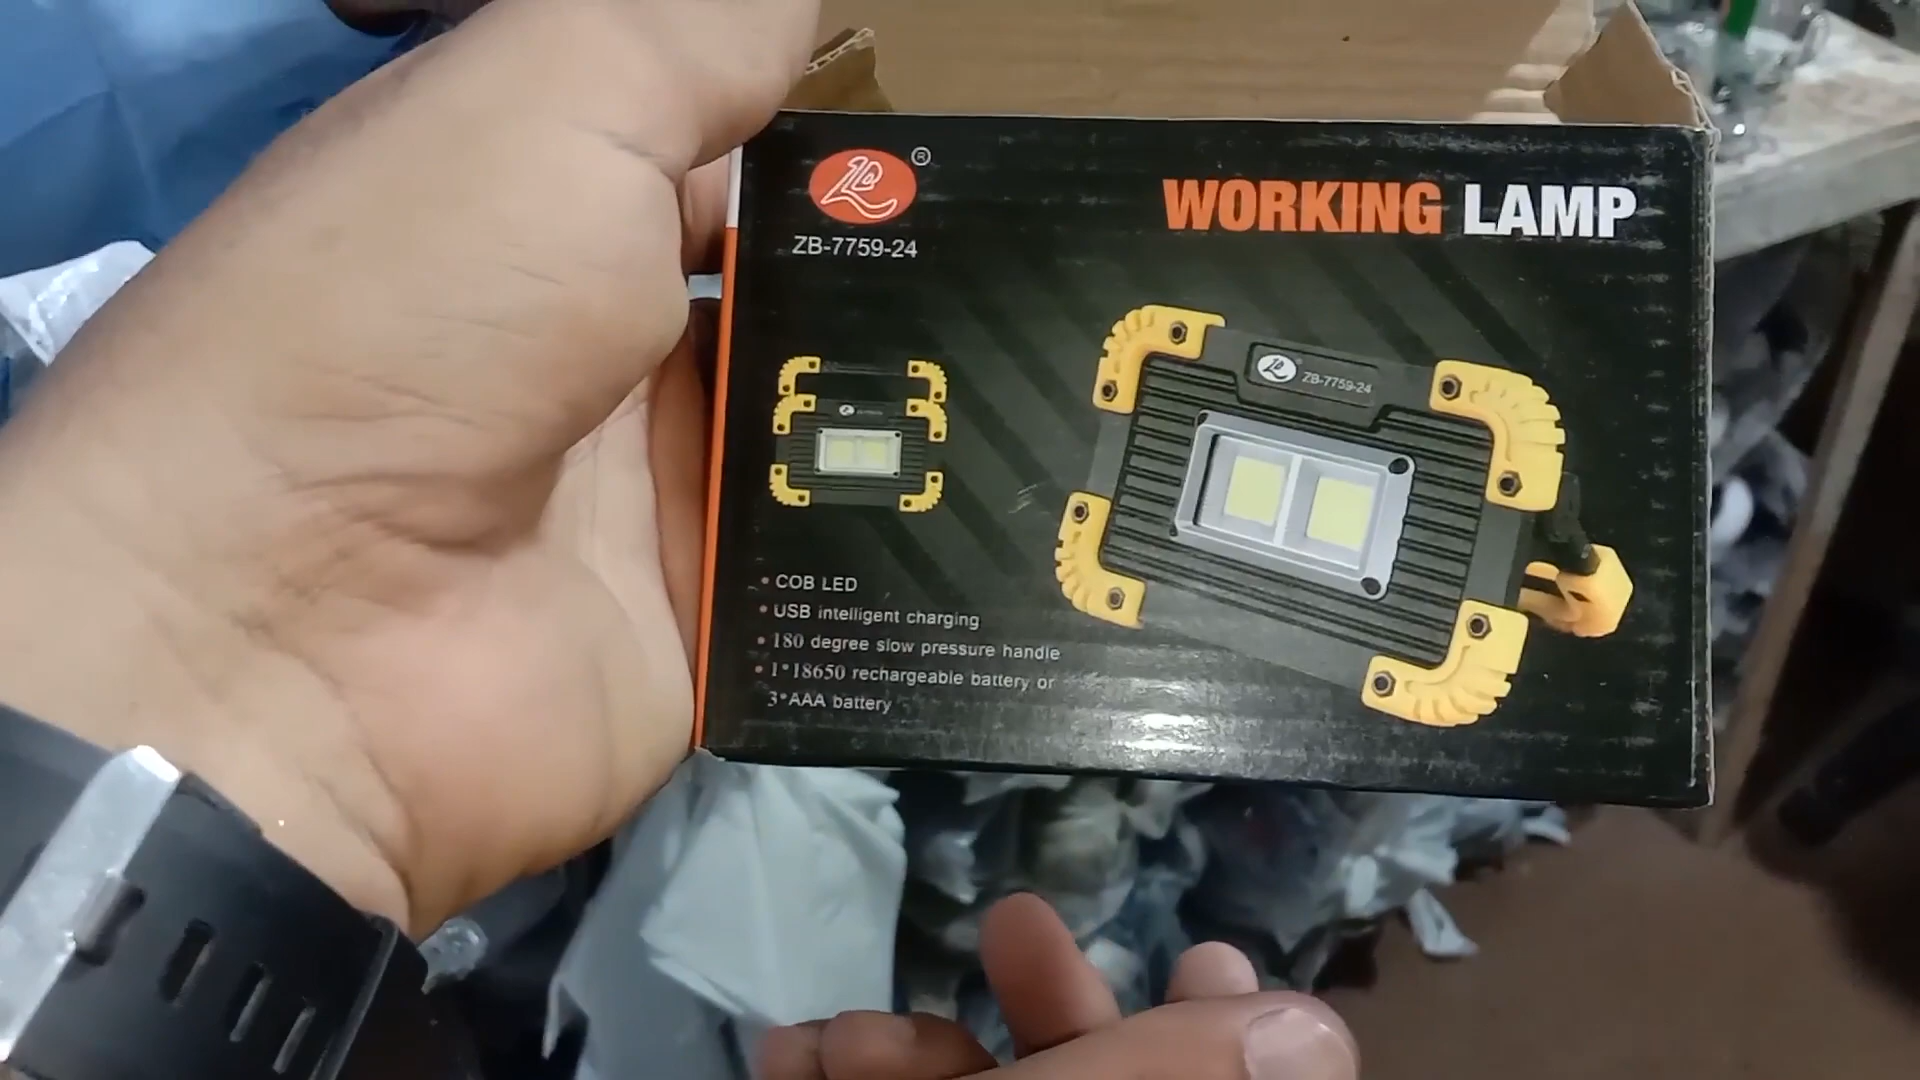 ®
ZB-7759-24
WORKING LAMP
ZB-7759-24
• COB LED
• USB intelligent charging
• 180 degree slow pressure handle
• 1*18650 rechargeable battery or
3*AAA battery